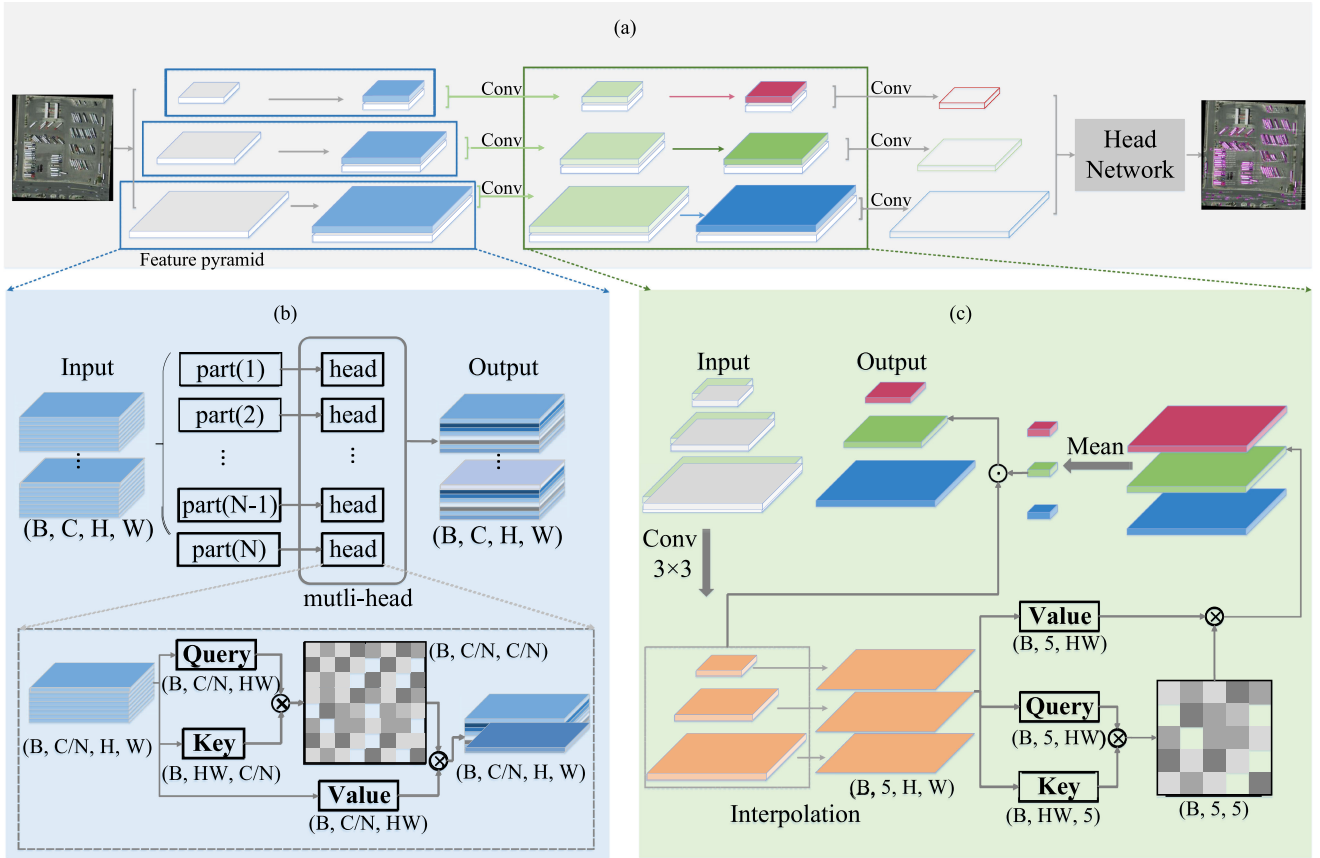 (a)
Conv
Conv
Conv
Conv
Conv
Conv
Head
Network
Feature pyramid
(b)
Input
part(1)
head
Output
part(2)
head
⋮
⋮
⋮
⋮
part(N-1)
head
(B, C, H, W)
(B, C, H, W)
part(N)
head
mutli-head
Query
(B, C/N, HW)
(B, C/N, C/N)
(B, C/N, H, W)
Key
(B, HW, C/N)
Value
(B, C/N, HW)
(B, C/N, H, W)
(c)
Input
Output
Mean
Conv
3×3
Value
(B, 5, HW)
Query
(B, 5, HW)
Key
(B, HW, 5)
(B, 5, H, W)
Interpolation
(B, 5, 5)